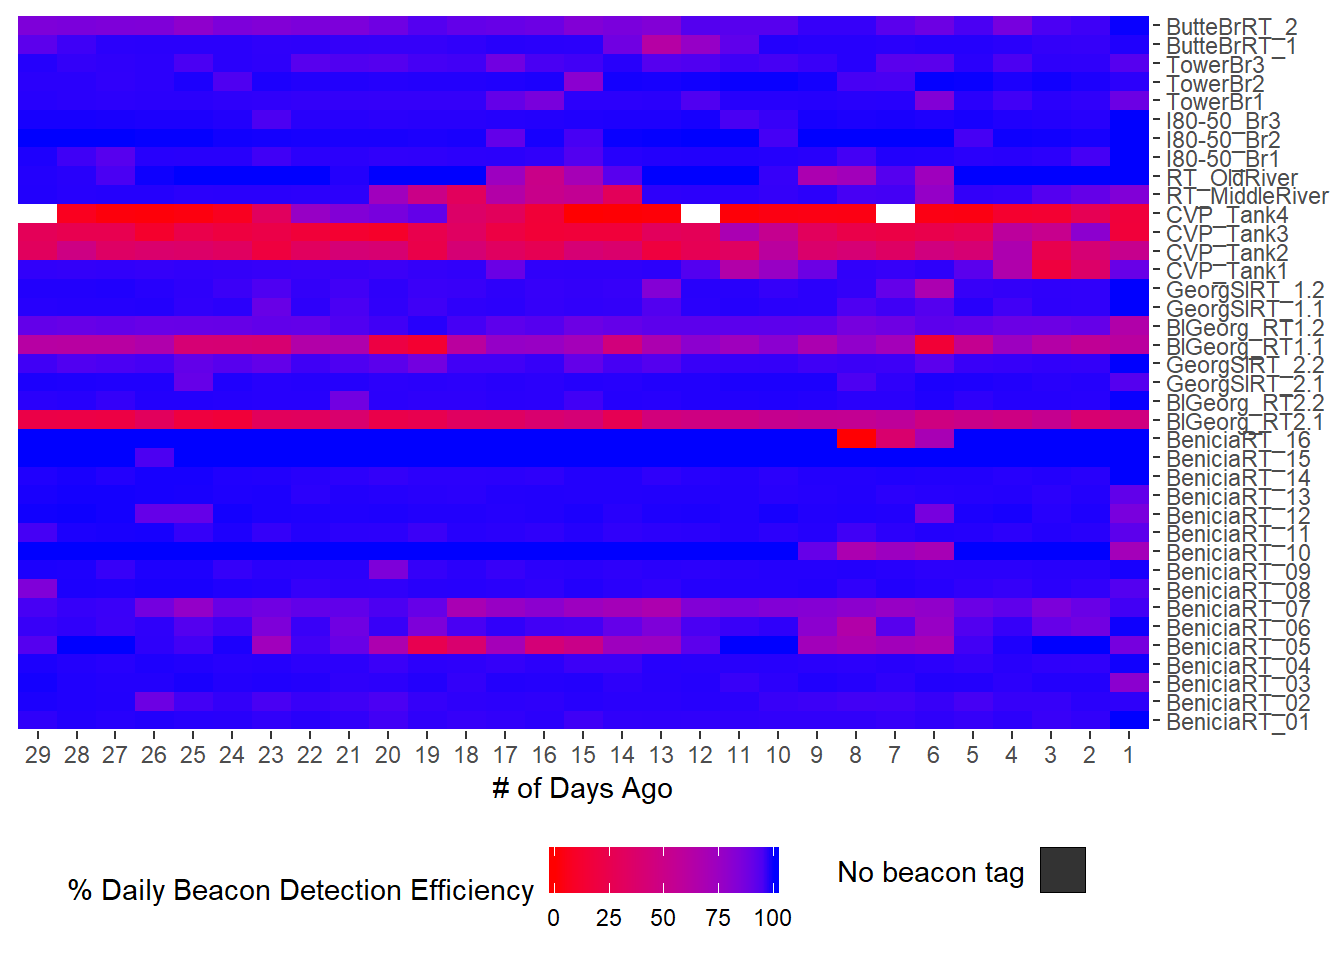 ButteBrRT_2
ButteBrRT_1
TowerBr3
TowerBr2
TowerBr1
I80-50_Br3
I80-50_Br2
I80-50_Br1
RT_OldRiver
RT_MiddleRiver
CVP_Tank4
CVP_Tank3
CVP_Tank2
CVP_Tank1
GeorgSlRT_1.2
GeorgSlRT_1.1
BlGeorg_RT1.2
BlGeorg_RT1.1
GeorgSlRT_2.2
GeorgSlRT_2.1
BlGeorg_RT2.2
BlGeorg_RT2.1
BeniciaRT_16
BeniciaRT_15
BeniciaRT_14
BeniciaRT_13
BeniciaRT_12
BeniciaRT_11
BeniciaRT_10
BeniciaRT_09
BeniciaRT_08
BeniciaRT_07
BeniciaRT_06
BeniciaRT_05
BeniciaRT_04
BeniciaRT_03
BeniciaRT_02
BeniciaRT_01
29 28 27 26 25 24 23 22 21 20 19 18 17 16 15 14 13 12 11 10 9 8 7 6 5 4 3 2 1
# of Days Ago
% Daily Beacon Detection Efficiency
0 25 50 75 100
No beacon tag